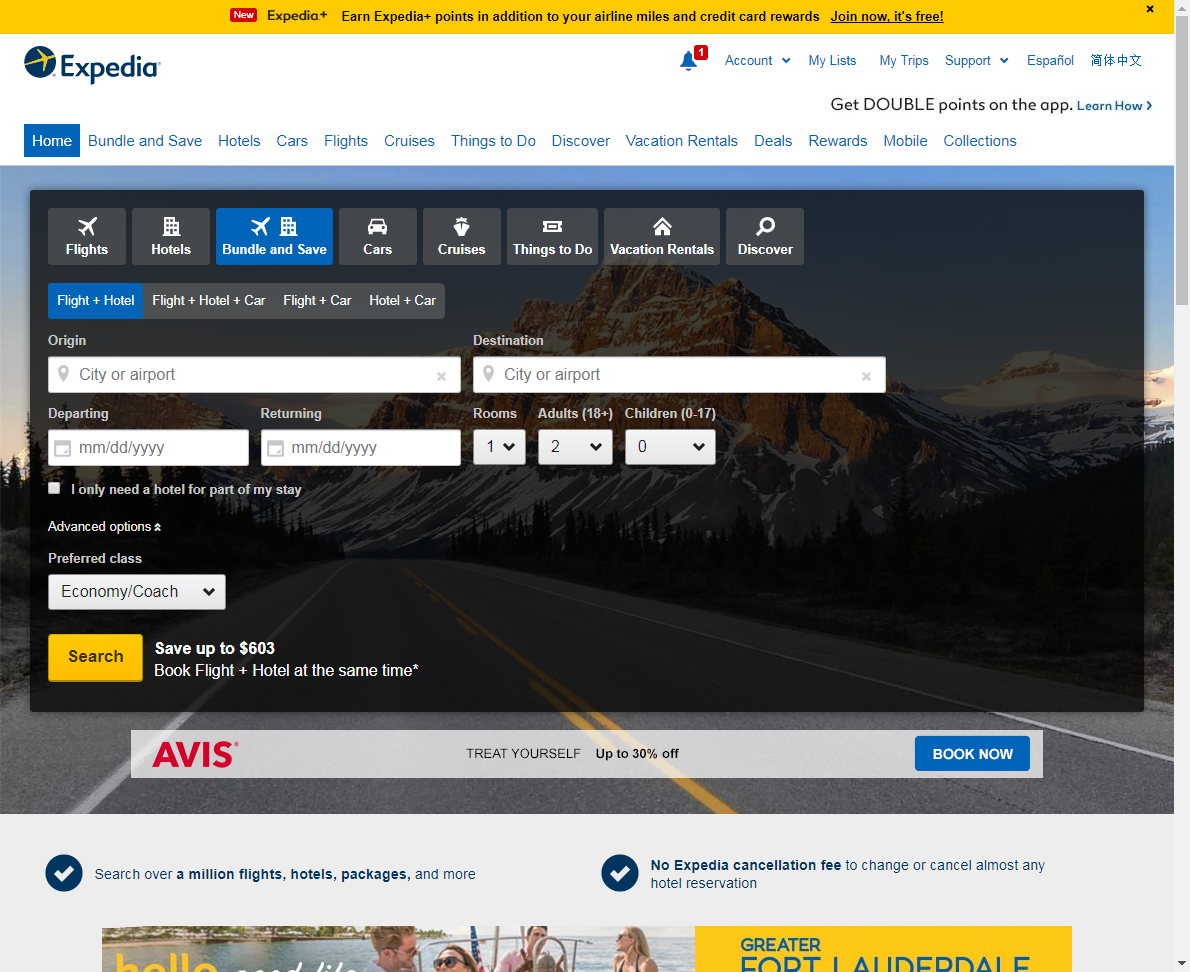 New Expedia+ Earn Expedia+ points in addition to your airline miles and credit card rewards Join now, it's free!
Expedia
1 Account My Lists My Trips Support Español 简体中文
Get DOUBLE points on the app. Learn How
Home Bundle and Save Hotels Cars Flights Cruises Things to Do Discover Vacation Rentals Deals Rewards Mobile Collections
Flights Hotels Bundle and Save Cars Cruises Things to Do Vacation Rentals Discover
Flight + Hotel Flight + Hotel + Car Flight + Car Hotel + Car
Origin Destination
City or airport × City or airport ×
Departing Returning Rooms Adults (18+) Children (0-17)
mm/dd/yyyy mm/dd/yyyy 1 2 0
I only need a hotel for part of my stay
Advanced options
Preferred class
Economy/Coach
Search
Save up to $603
Book Flight + Hotel at the same time*
AVIS TREAT YOURSELF Up to 30% off BOOK NOW
Search over a million flights, hotels, packages, and more
No Expedia cancellation fee to change or cancel almost any
hotel reservation
GREATER
hello good life FORT LAUDERDALE